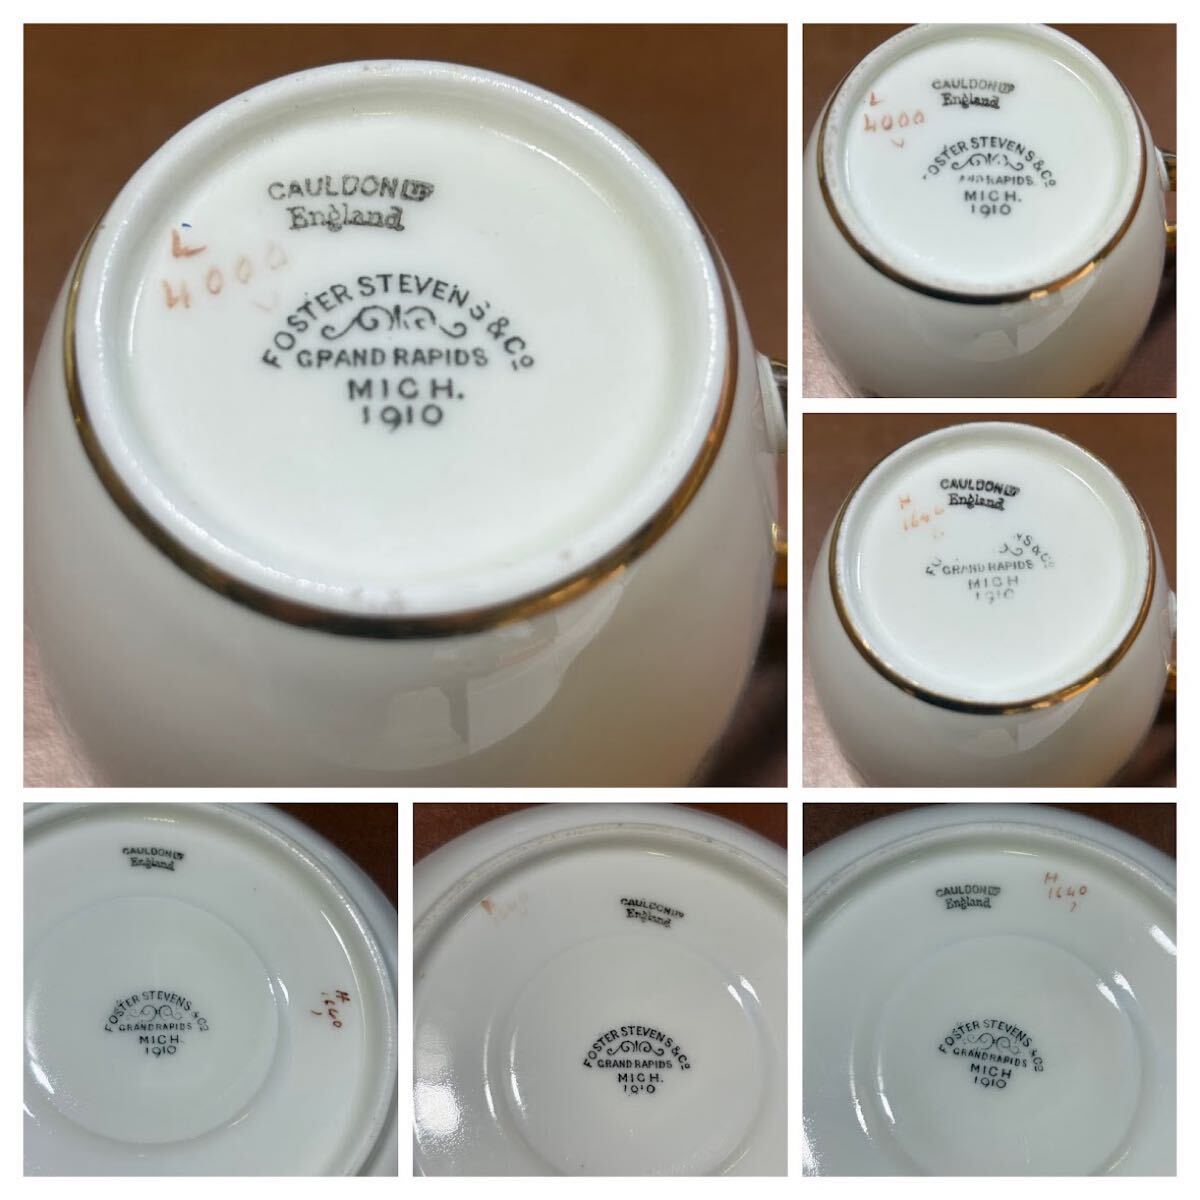 CAULDON LTD
England
L
4000
FOSTER STEVENS & Co
GRAND RAPIDS
MICH.
1910
CAULDON LTD
England
L
4000
FOSTER STEVENS & Co
ND RAPIDS
MICH.
1910
CAULDON LTD
England
H
1640
GRAND RAPIDS
MICH
1910
CAULDON LTD
England
H
1640
FOSTER STEVENS & Co
GRAND RAPIDS
MICH
1910
CAULDON LTD
England
FOSTER STEVENS & Co
GRAND RAPIDS
MICH.
1910
CAULDON LTD
England
H
1640
FOSTER STEVENS & Co
GRAND RAPIDS
MICH
1910